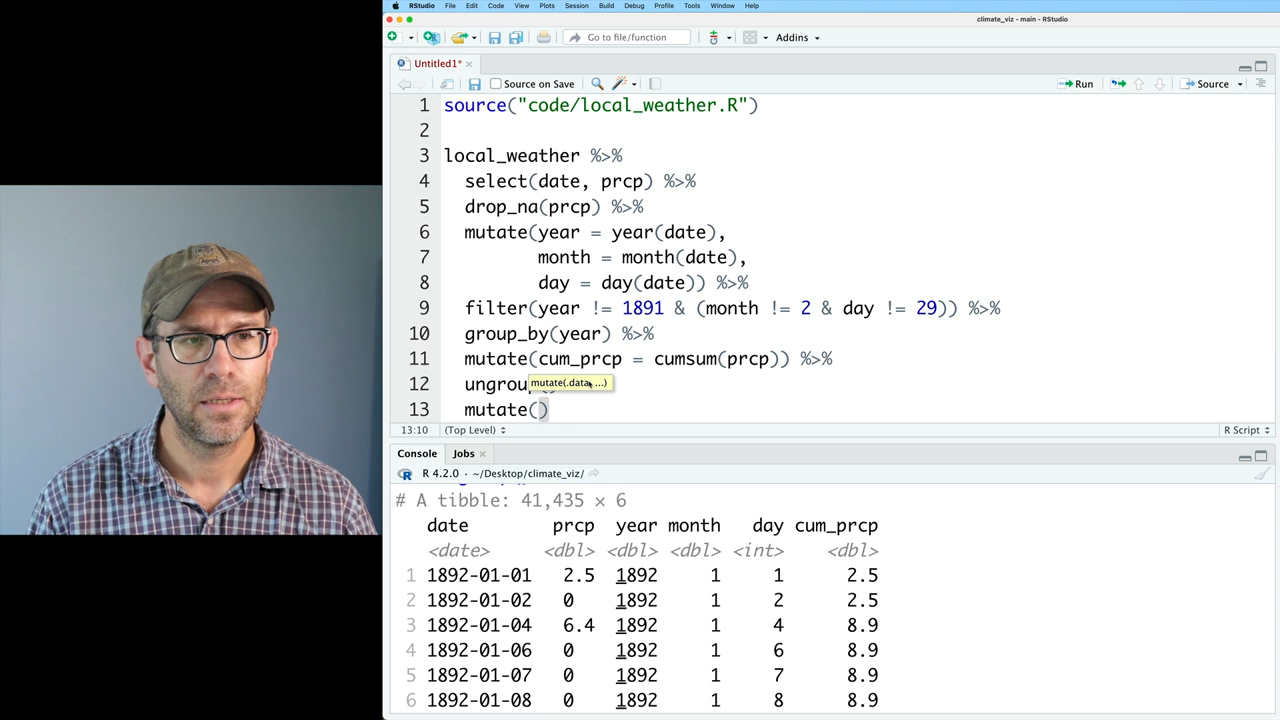 RStudio File Edit Code View Plots Session Build Debug Profile Tools Window Help
climate_viz - main - RStudio
Go to file/function Addins
Untitled1*
Source on Save Run Source
1 source("code/local_weather.R")
2
3 local_weather %>%
4 select(date, prcp) %>%
5 drop_na(prcp) %>%
6 mutate(year = year(date),
7 month = month(date),
8 day = day(date)) %>%
9 filter(year != 1891 & (month != 2 & day != 29)) %>%
10 group_by(year) %>%
11 mutate(cum_prcp = cumsum(prcp)) %>%
12 ungroup
mutate(.data, ...)
13 mutate()
13:10 (Top Level) R Script
Console Jobs
R 4.2.0 · ~/Desktop/climate_viz/
# A tibble: 41,435 × 6
date prcp year month day cum_prcp
<date> <dbl> <dbl> <dbl> <int> <dbl>
1 1892-01-01 2.5 1892 1 1 2.5
2 1892-01-02 0 1892 1 2 2.5
3 1892-01-04 6.4 1892 1 4 8.9
4 1892-01-06 0 1892 1 6 8.9
5 1892-01-07 0 1892 1 7 8.9
6 1892-01-08 0 1892 1 8 8.9